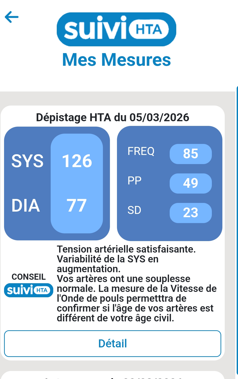 suivi HTA
Mes Mesures
Dépistage HTA du 05/03/2026
SYS 126
DIA 77
FREQ 85
PP 49
SD 23
CONSEIL
suivi HTA
Tension artérielle satisfaisante.
Variabilité de la SYS en
augmentation.
Vos artères ont une souplesse
normale. La mesure de la Vitesse de
l'Onde de pouls permetttra de
confirmer si l'âge de vos artères est
différent de votre âge civil.
Détail